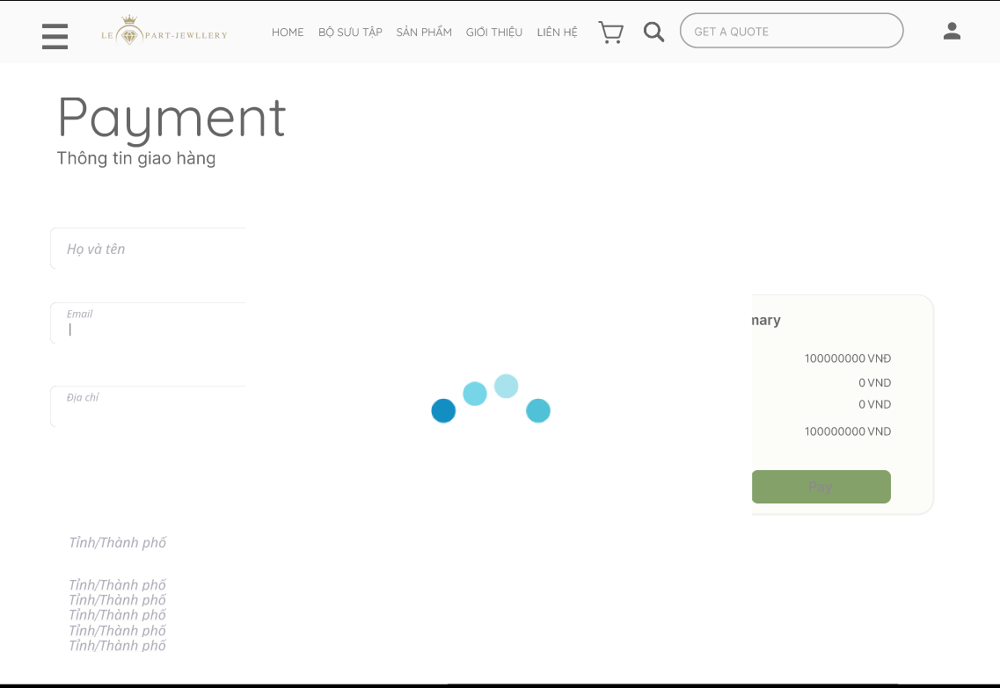 LE PART-JEWLLERY
HOME BỘ SƯU TẬP SẢN PHẨM GIỚI THIỆU LIÊN HỆ
GET A QUOTE
Payment
Thông tin giao hàng
Họ và tên
Email
Địa chỉ
mary
100000000 VNĐ
0 VND
0 VND
100000000 VND
Pay
Tỉnh/Thành phố
Tỉnh/Thành phố
Tỉnh/Thành phố
Tỉnh/Thành phố
Tỉnh/Thành phố
Tỉnh/Thành phố